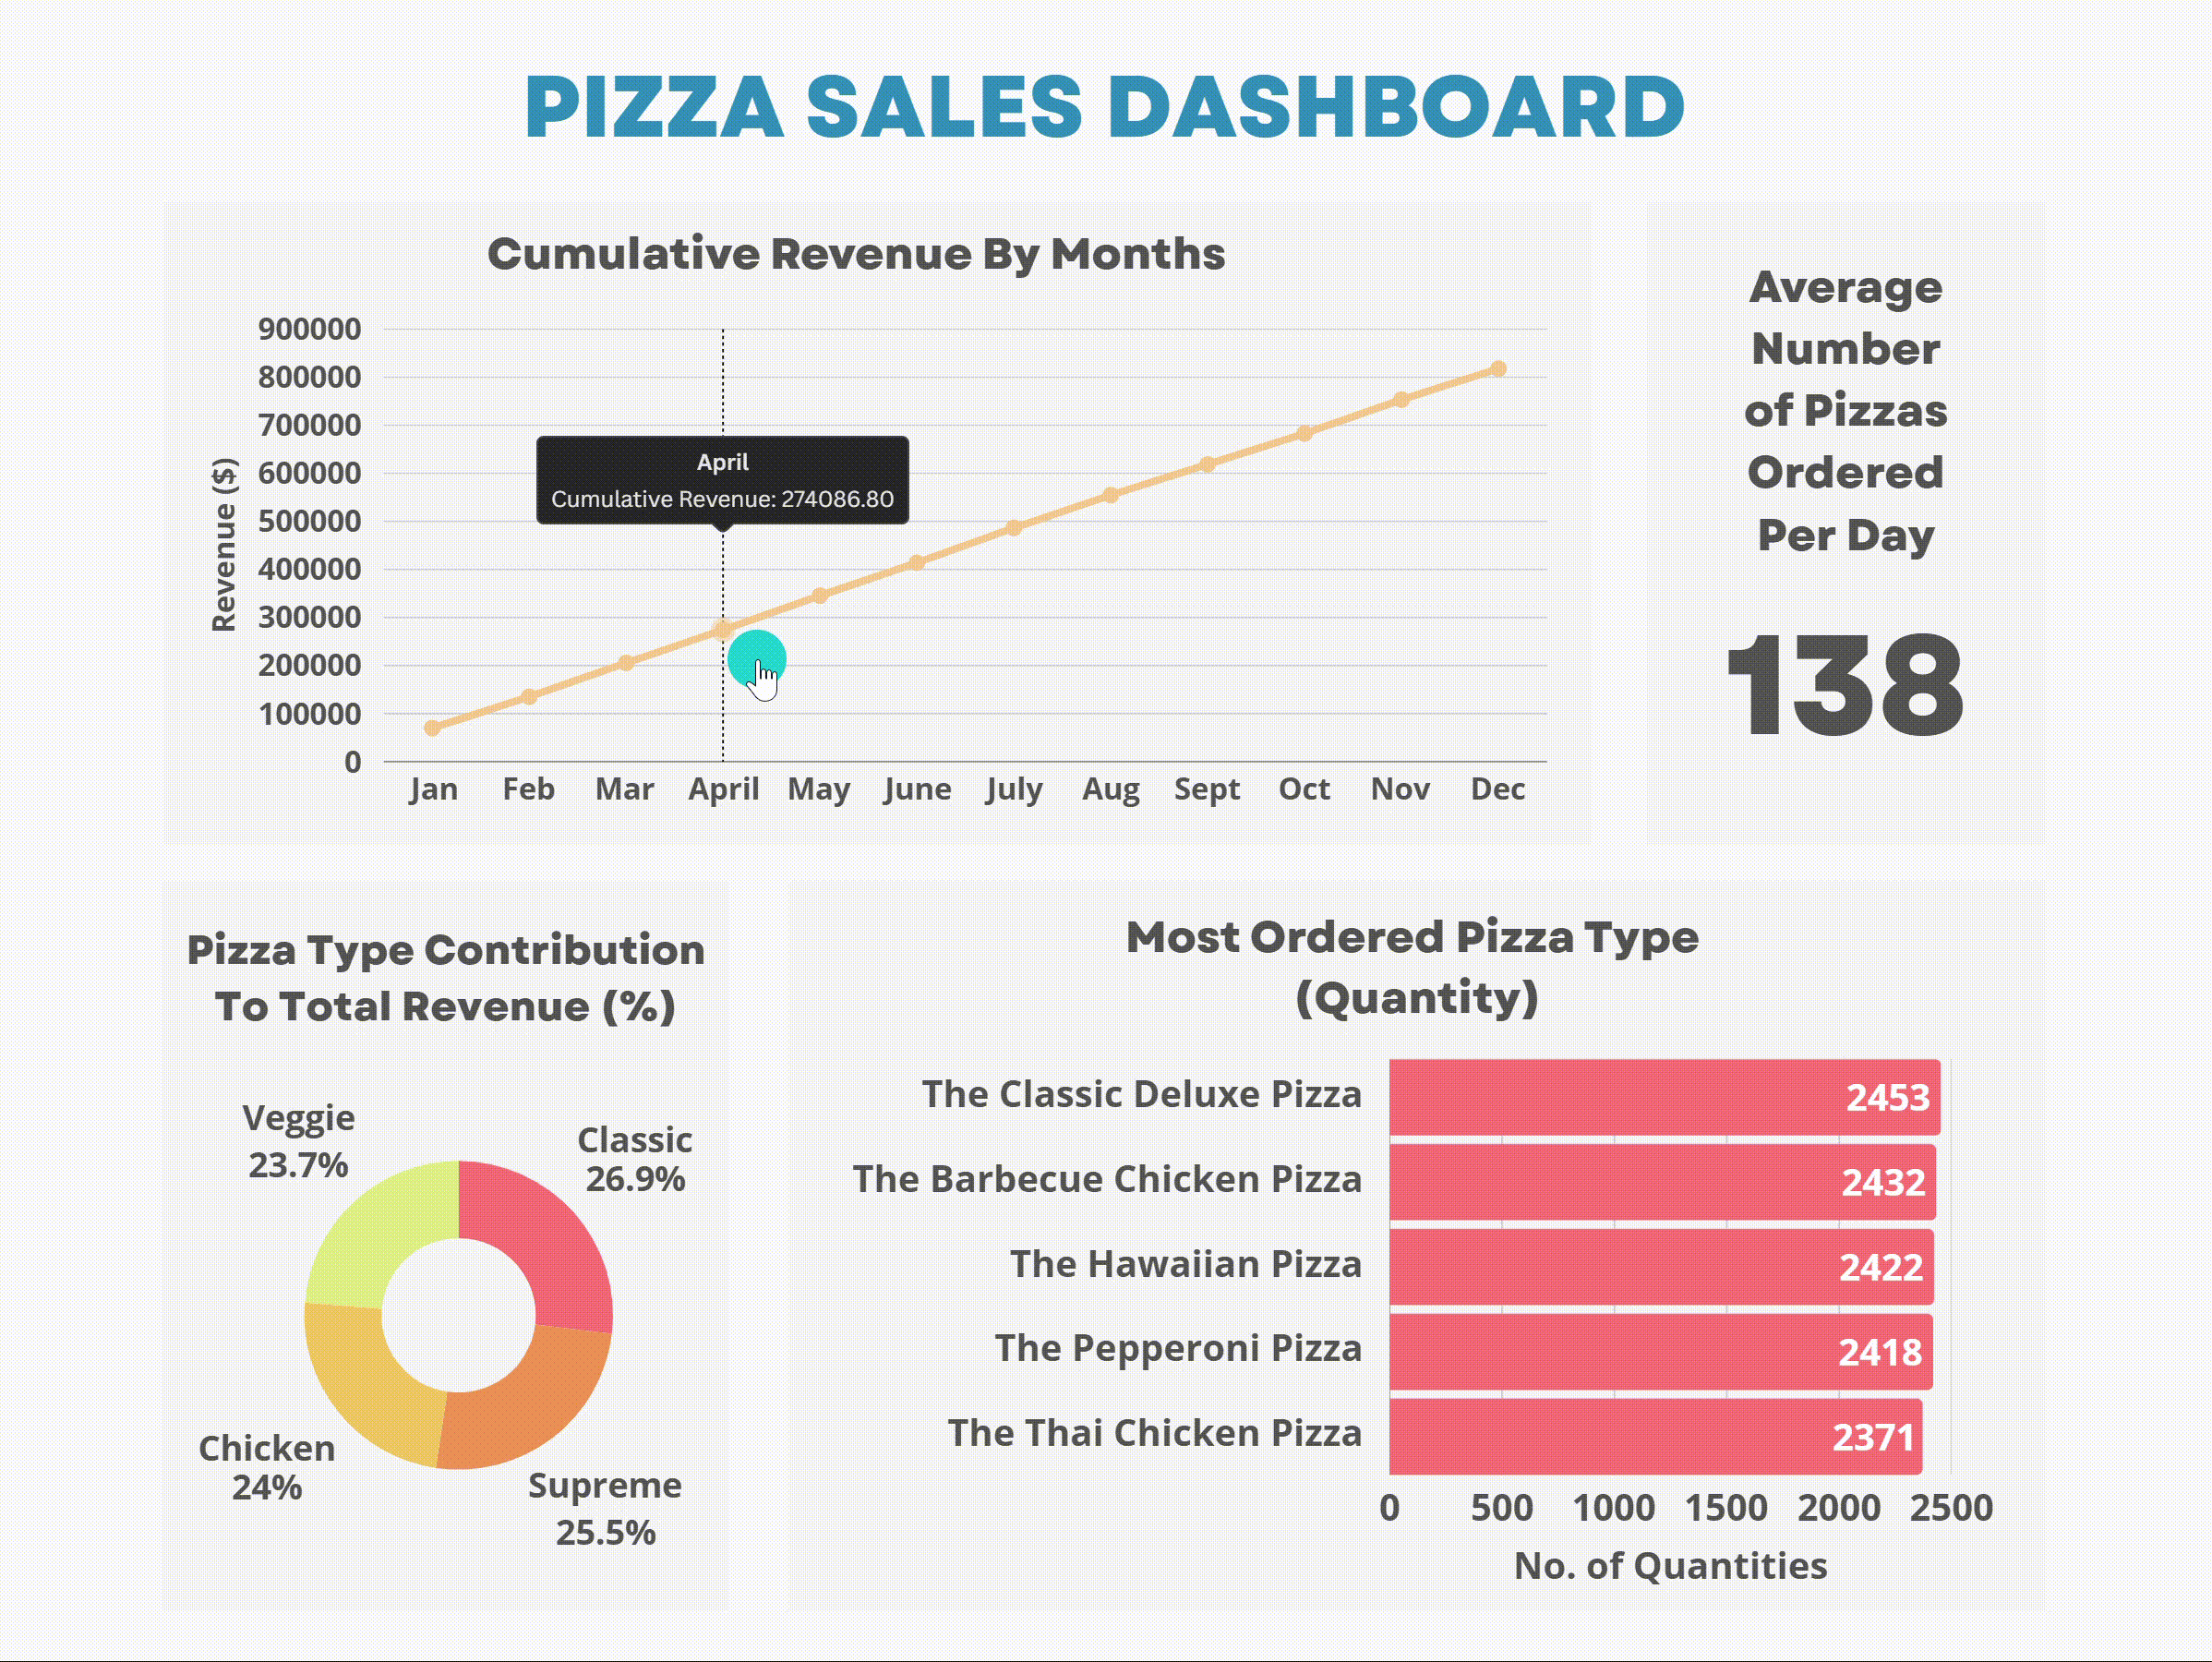 PIZZA SALES DASHBOARD
Cumulative Revenue By Months
Revenue ($)
900000
800000
700000
600000
500000
400000
300000
200000
100000
0
April
Cumulative Revenue: 274086.80
Jan Feb Mar April May June July Aug Sept Oct Nov Dec
Average
Number
of Pizzas
Ordered
Per Day
138
Pizza Type Contribution
To Total Revenue (%)
Veggie
23.7%
Classic
26.9%
Chicken
24%
Supreme
25.5%
Most Ordered Pizza Type
(Quantity)
The Classic Deluxe Pizza 2453
The Barbecue Chicken Pizza 2432
The Hawaiian Pizza 2422
The Pepperoni Pizza 2418
The Thai Chicken Pizza 2371
0 500 1000 1500 2000 2500
No. of Quantities